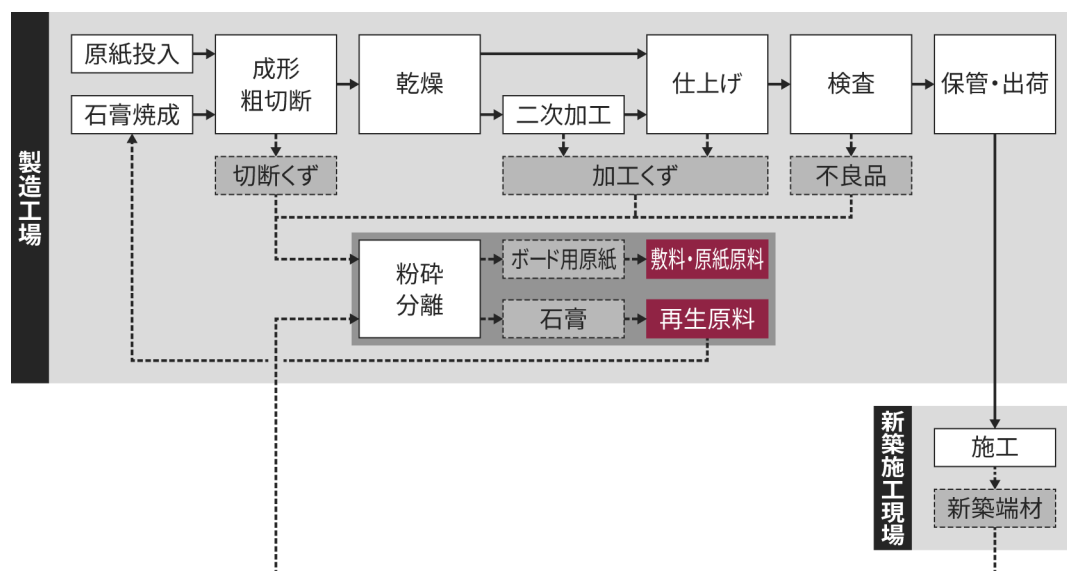 製造工場
原紙投入
石膏焼成
成形
粗切断
乾燥
二次加工
仕上げ
検査
保管・出荷
切断くず
加工くず
不良品
粉砕
分離
ボード用原紙
敷料・原紙原料
石膏
再生原料
新築施工現場
施工
新築端材